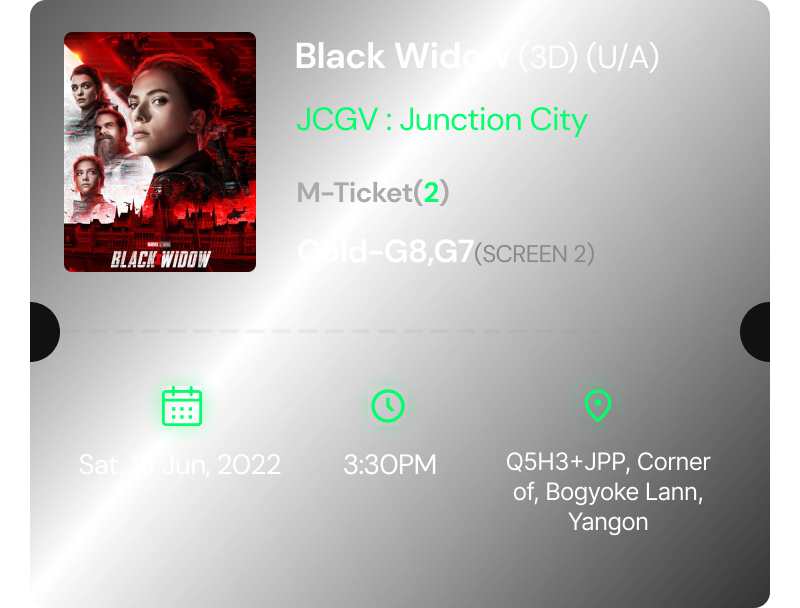 Black Widow (3D) (U/A)
JCGV : Junction City
M-Ticket(2)
Gold-G8,G7(SCREEN 2)
BLACK WIDOW
Sat, Jun, 2022
3:30PM
Q5H3+JPP, Corner
of, Bogyoke Lann,
Yangon